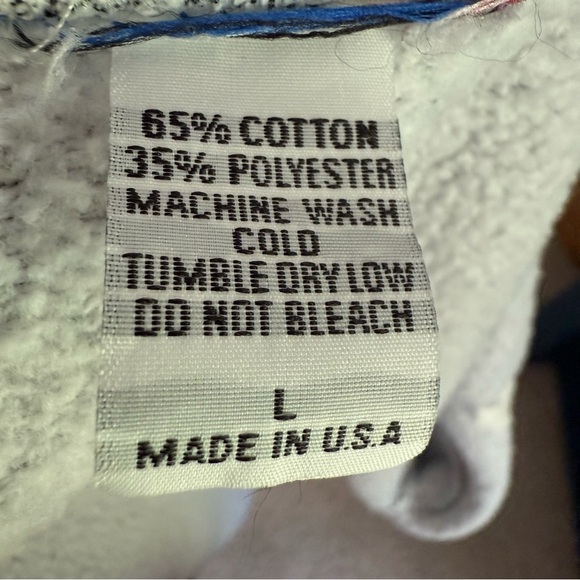 65% COTTON
35% POLYESTER
MACHINE WASH
COLD
TUMBLE DRY LOW
DO NOT BLEACH
L
MADE IN U.S.A